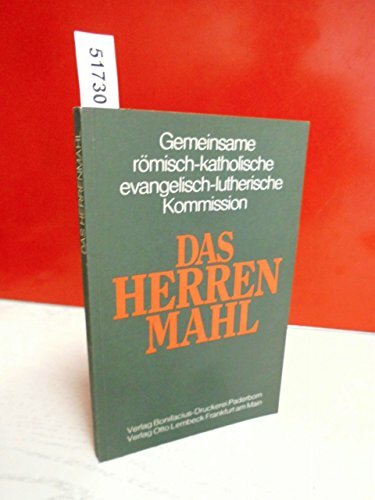 51730
DAS HERRENMAHL
Gemeinsame
römisch-katholische
evangelisch-lutherische
Kommission
DAS
HERREN
MAHL
Verlag Bonifacius-Druckerei Paderborn
Verlag Otto Lembeck Frankfurt am Main